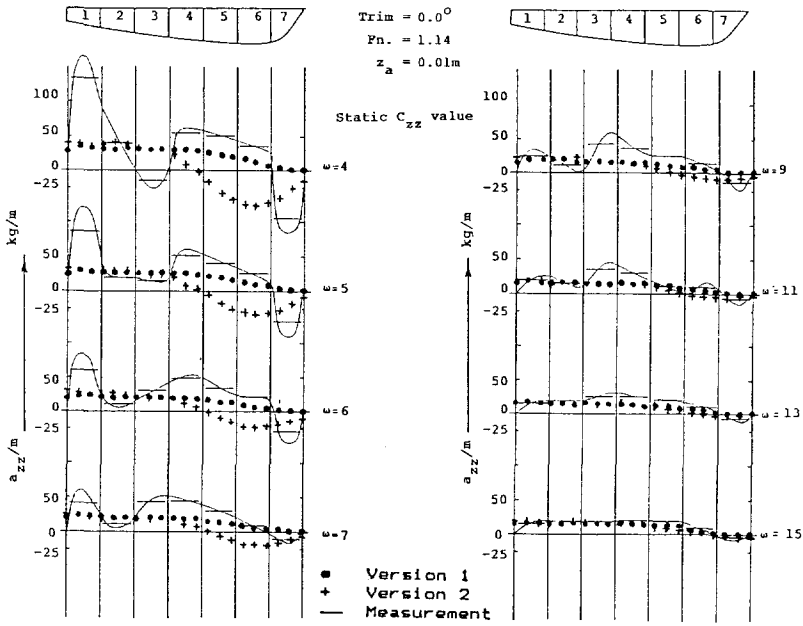 1 2 3 4 5 6 7
Trim = 0.0°
Fn. = 1.14
z_a = 0.01m
Static C_zz value
1 2 3 4 5 6 7
a_zz/m kg/m
100
50
0
-25
ω=4
50
0
-25
ω=5
50
0
-25
ω=6
50
0
-25
ω=7
a_zz/m kg/m
100
50
0
-25
ω=9
50
0
-25
ω=11
50
0
-25
ω=13
50
0
-25
ω=15
● Version 1
+ Version 2
— Measurement